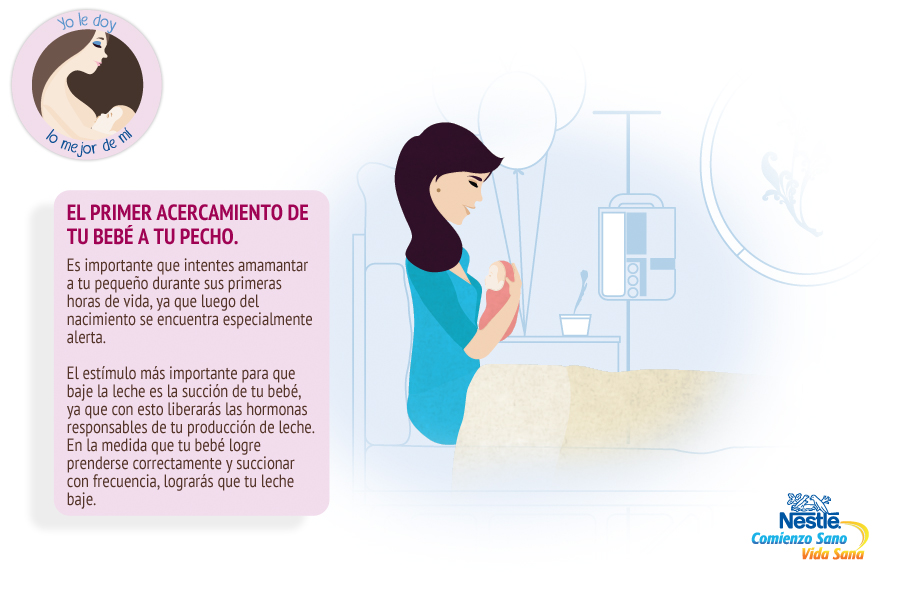 Yo le doy
lo mejor de mí
EL PRIMER ACERCAMIENTO DE
TU BEBÉ A TU PECHO.
Es importante que intentes amamantar
a tu pequeño durante sus primeras
horas de vida, ya que luego del
nacimiento se encuentra especialmente
alerta.
El estímulo más importante para que
baje la leche es la succión de tu bebé,
ya que con esto liberarás las hormonas
responsables de tu producción de leche.
En la medida que tu bebé logre
prenderse correctamente y succionar
con frecuencia, lograrás que tu leche
baje.
Nestlé
Comienzo Sano
Vida Sana